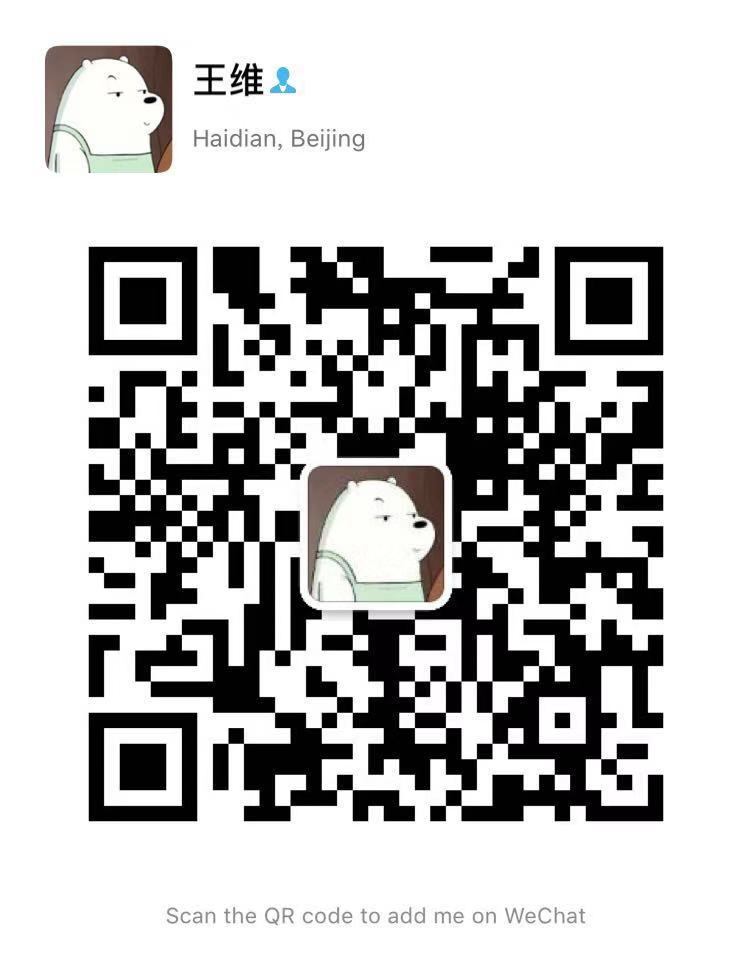 王维
Haidian, Beijing
Scan the QR code to add me on WeChat